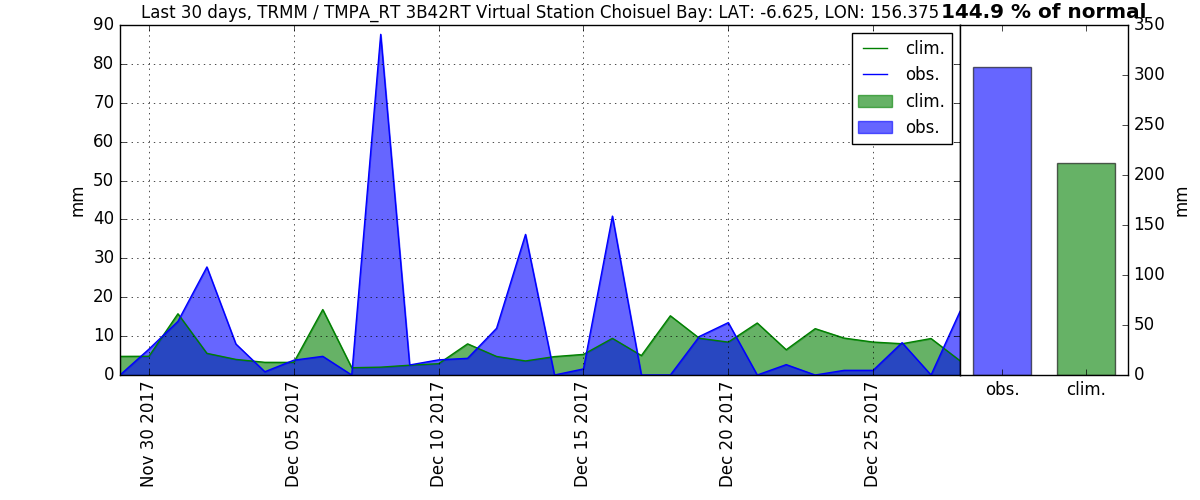 Last 30 days, TRMM / TMPA_RT 3B42RT Virtual Station Choisuel Bay: LAT: -6.625, LON: 156.375
144.9 % of normal
90
80
70
60
50
40
30
20
10
0
mm
clim.
obs.
clim.
obs.
Nov 30 2017
Dec 05 2017
Dec 10 2017
Dec 15 2017
Dec 20 2017
Dec 25 2017
350
300
250
200
150
100
50
0
mm
obs.
clim.